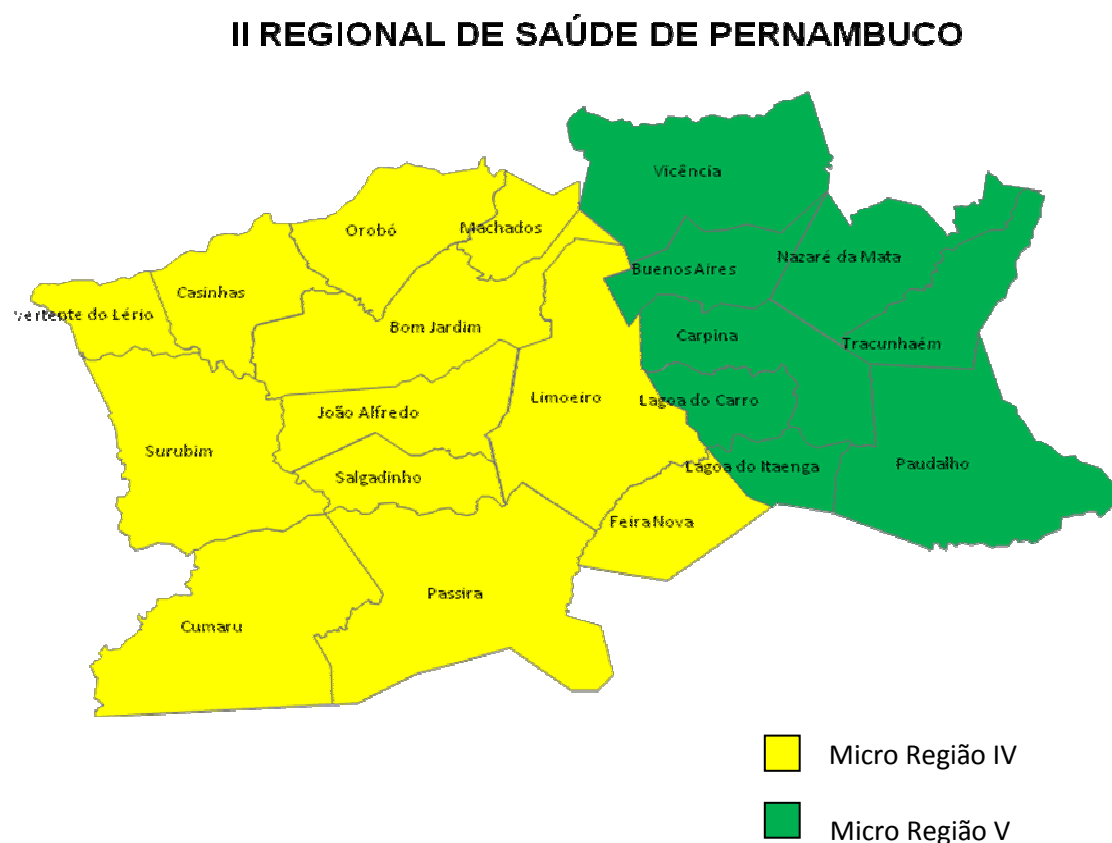 II REGIONAL DE SAÚDE DE PERNAMBUCO
Vicência
Orobó
Machados
Nazaré da Mata
Buenos Aires
Casinhas
Vertente do Lério
Bom Jardim
Carpina
Tracunhaém
Limoeiro
Lagoa do Carro
João Alfredo
Surubim
Salgadinho
Lagoa do Itaenga
Paudalho
Feira Nova
Passira
Cumaru
Micro Região IV
Micro Região V